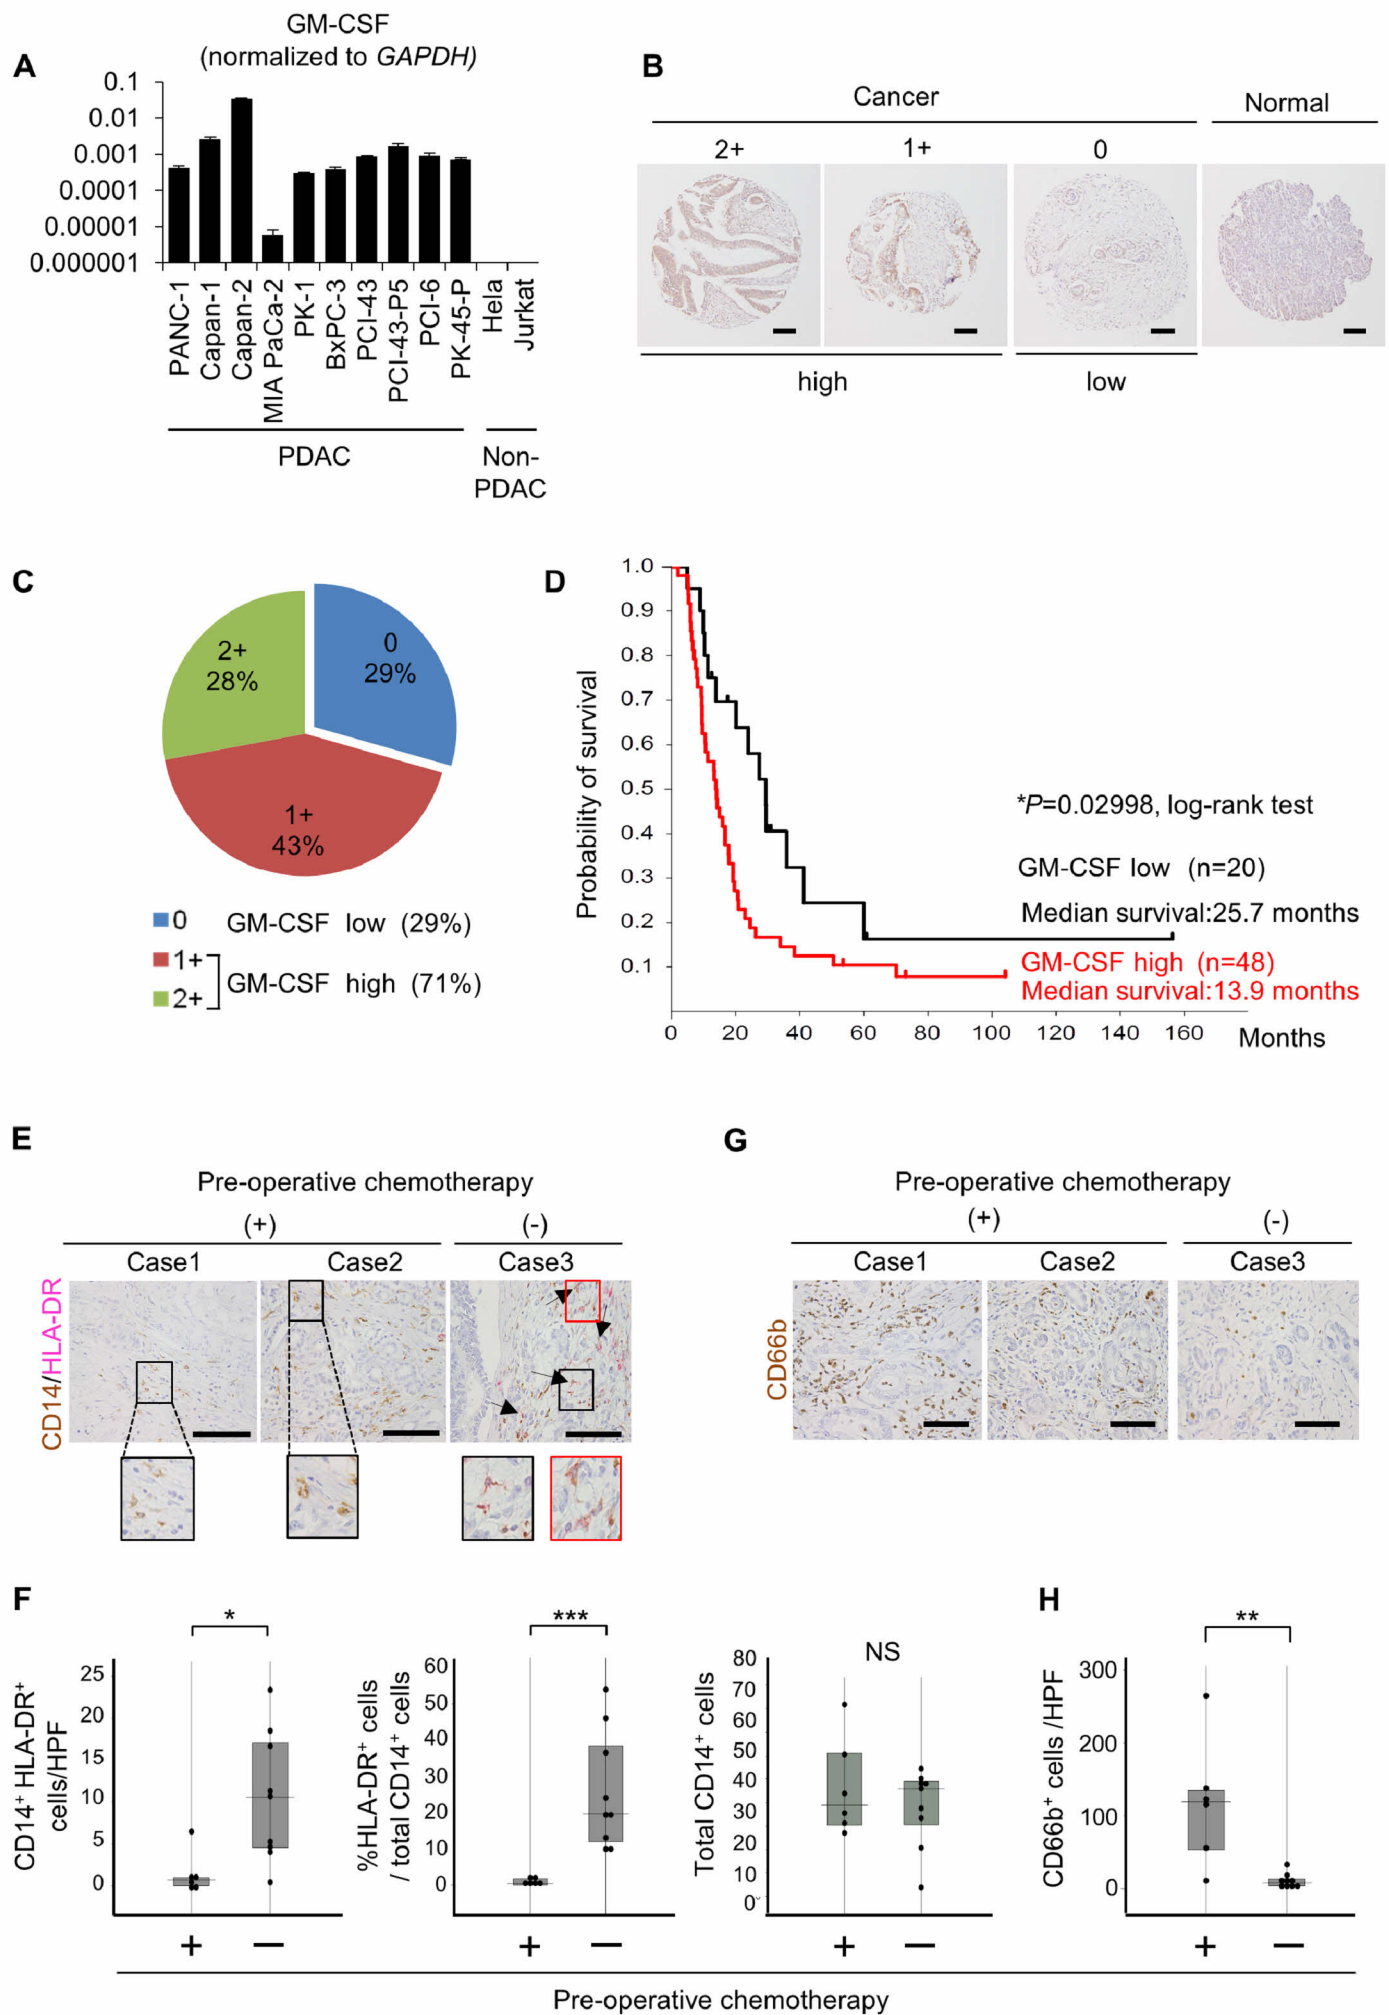 A
GM-CSF
(normalized to GAPDH)
0.1
0.01
0.001
0.0001
0.00001
0.000001
PANC-1
Capan-1
Capan-2
MIA PaCa-2
PK-1
BxPC-3
PCI-43
PCI-43-P5
PCI-6
PK-45-P
Hela
Jurkat
PDAC
Non-
PDAC
B
Cancer
Normal
2+
1+
0
high
low
C
0
29%
2+
28%
1+
43%
0
GM-CSF low (29%)
1+
2+
GM-CSF high (71%)
D
Probability of survival
1.0
0.9
0.8
0.7
0.6
0.5
0.4
0.3
0.2
0.1
0
20
40
60
80
100
120
140
160
Months
*P=0.02998, log-rank test
GM-CSF low (n=20)
Median survival:25.7 months
GM-CSF high (n=48)
Median survival:13.9 months
E
Pre-operative chemotherapy
(+)
(-)
Case1
Case2
Case3
CD14/HLA-DR
G
Pre-operative chemotherapy
(+)
(-)
Case1
Case2
Case3
CD66b
F
*
CD14+ HLA-DR+
cells/HPF
25
20
15
10
5
0
+
—
***
%HLA-DR+ cells
/ total CD14+ cells
60
50
40
30
20
10
0
+
—
NS
Total CD14+ cells
80
70
60
50
40
30
20
10
0
+
—
H
**
CD66b+ cells /HPF
300
200
100
0
+
—
Pre-operative chemotherapy